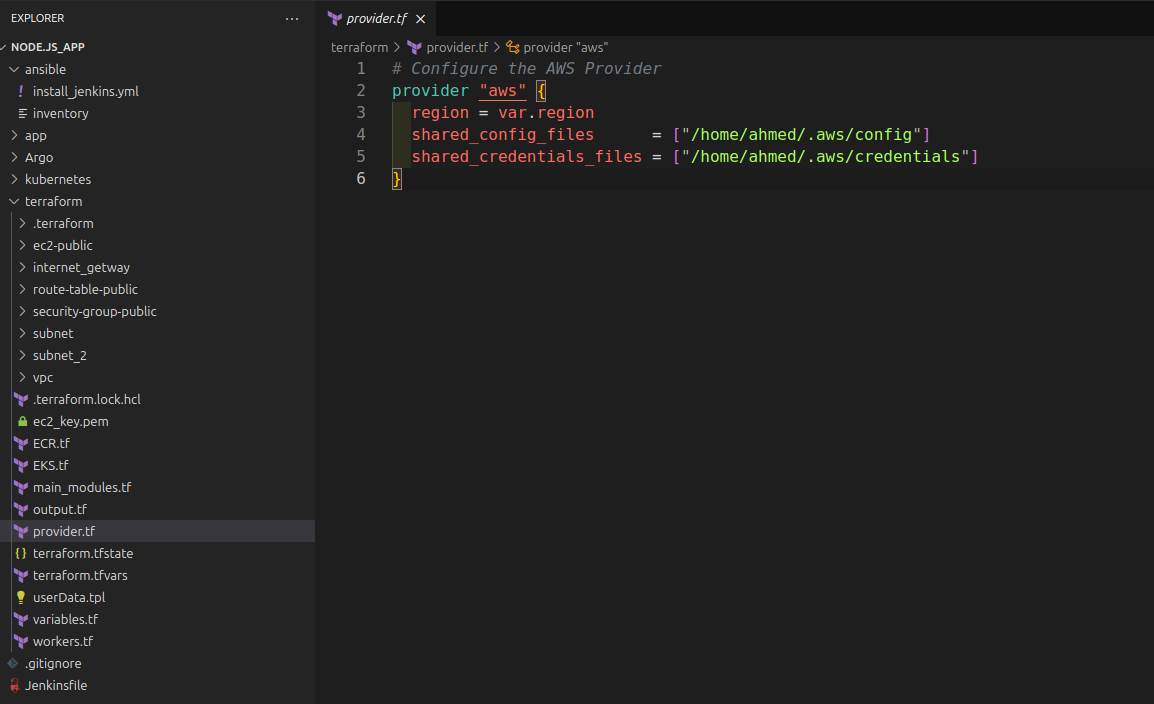 EXPLORER
NODE.JS_APP
ansible
! install_jenkins.yml
inventory
app
Argo
kubernetes
terraform
.terraform
ec2-public
internet_getway
route-table-public
security-group-public
subnet
subnet_2
vpc
.terraform.lock.hcl
ec2_key.pem
ECR.tf
EKS.tf
main_modules.tf
output.tf
provider.tf
{} terraform.tfstate
terraform.tfvars
userData.tpl
variables.tf
workers.tf
.gitignore
Jenkinsfile
provider.tf
terraform > provider.tf > provider "aws"
1 # Configure the AWS Provider
2 provider "aws" {
3 region = var.region
4 shared_config_files      = ["/home/ahmed/.aws/config"]
5 shared_credentials_files = ["/home/ahmed/.aws/credentials"]
6 }